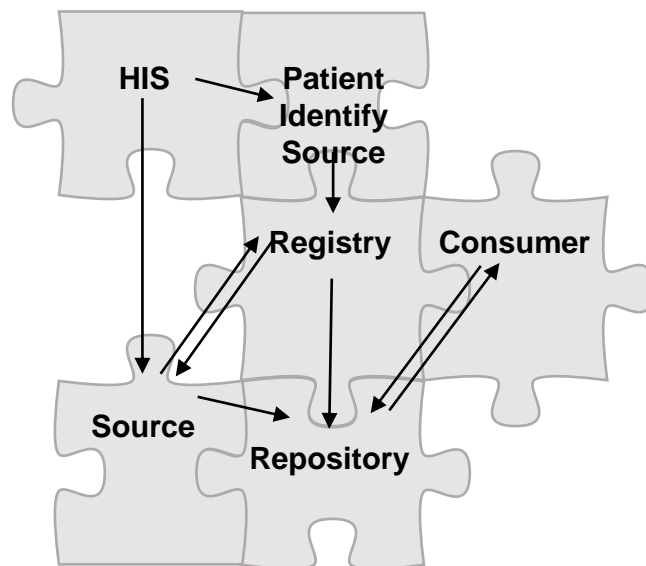 HIS
Patient
Identify
Source
Registry
Consumer
Source
Repository